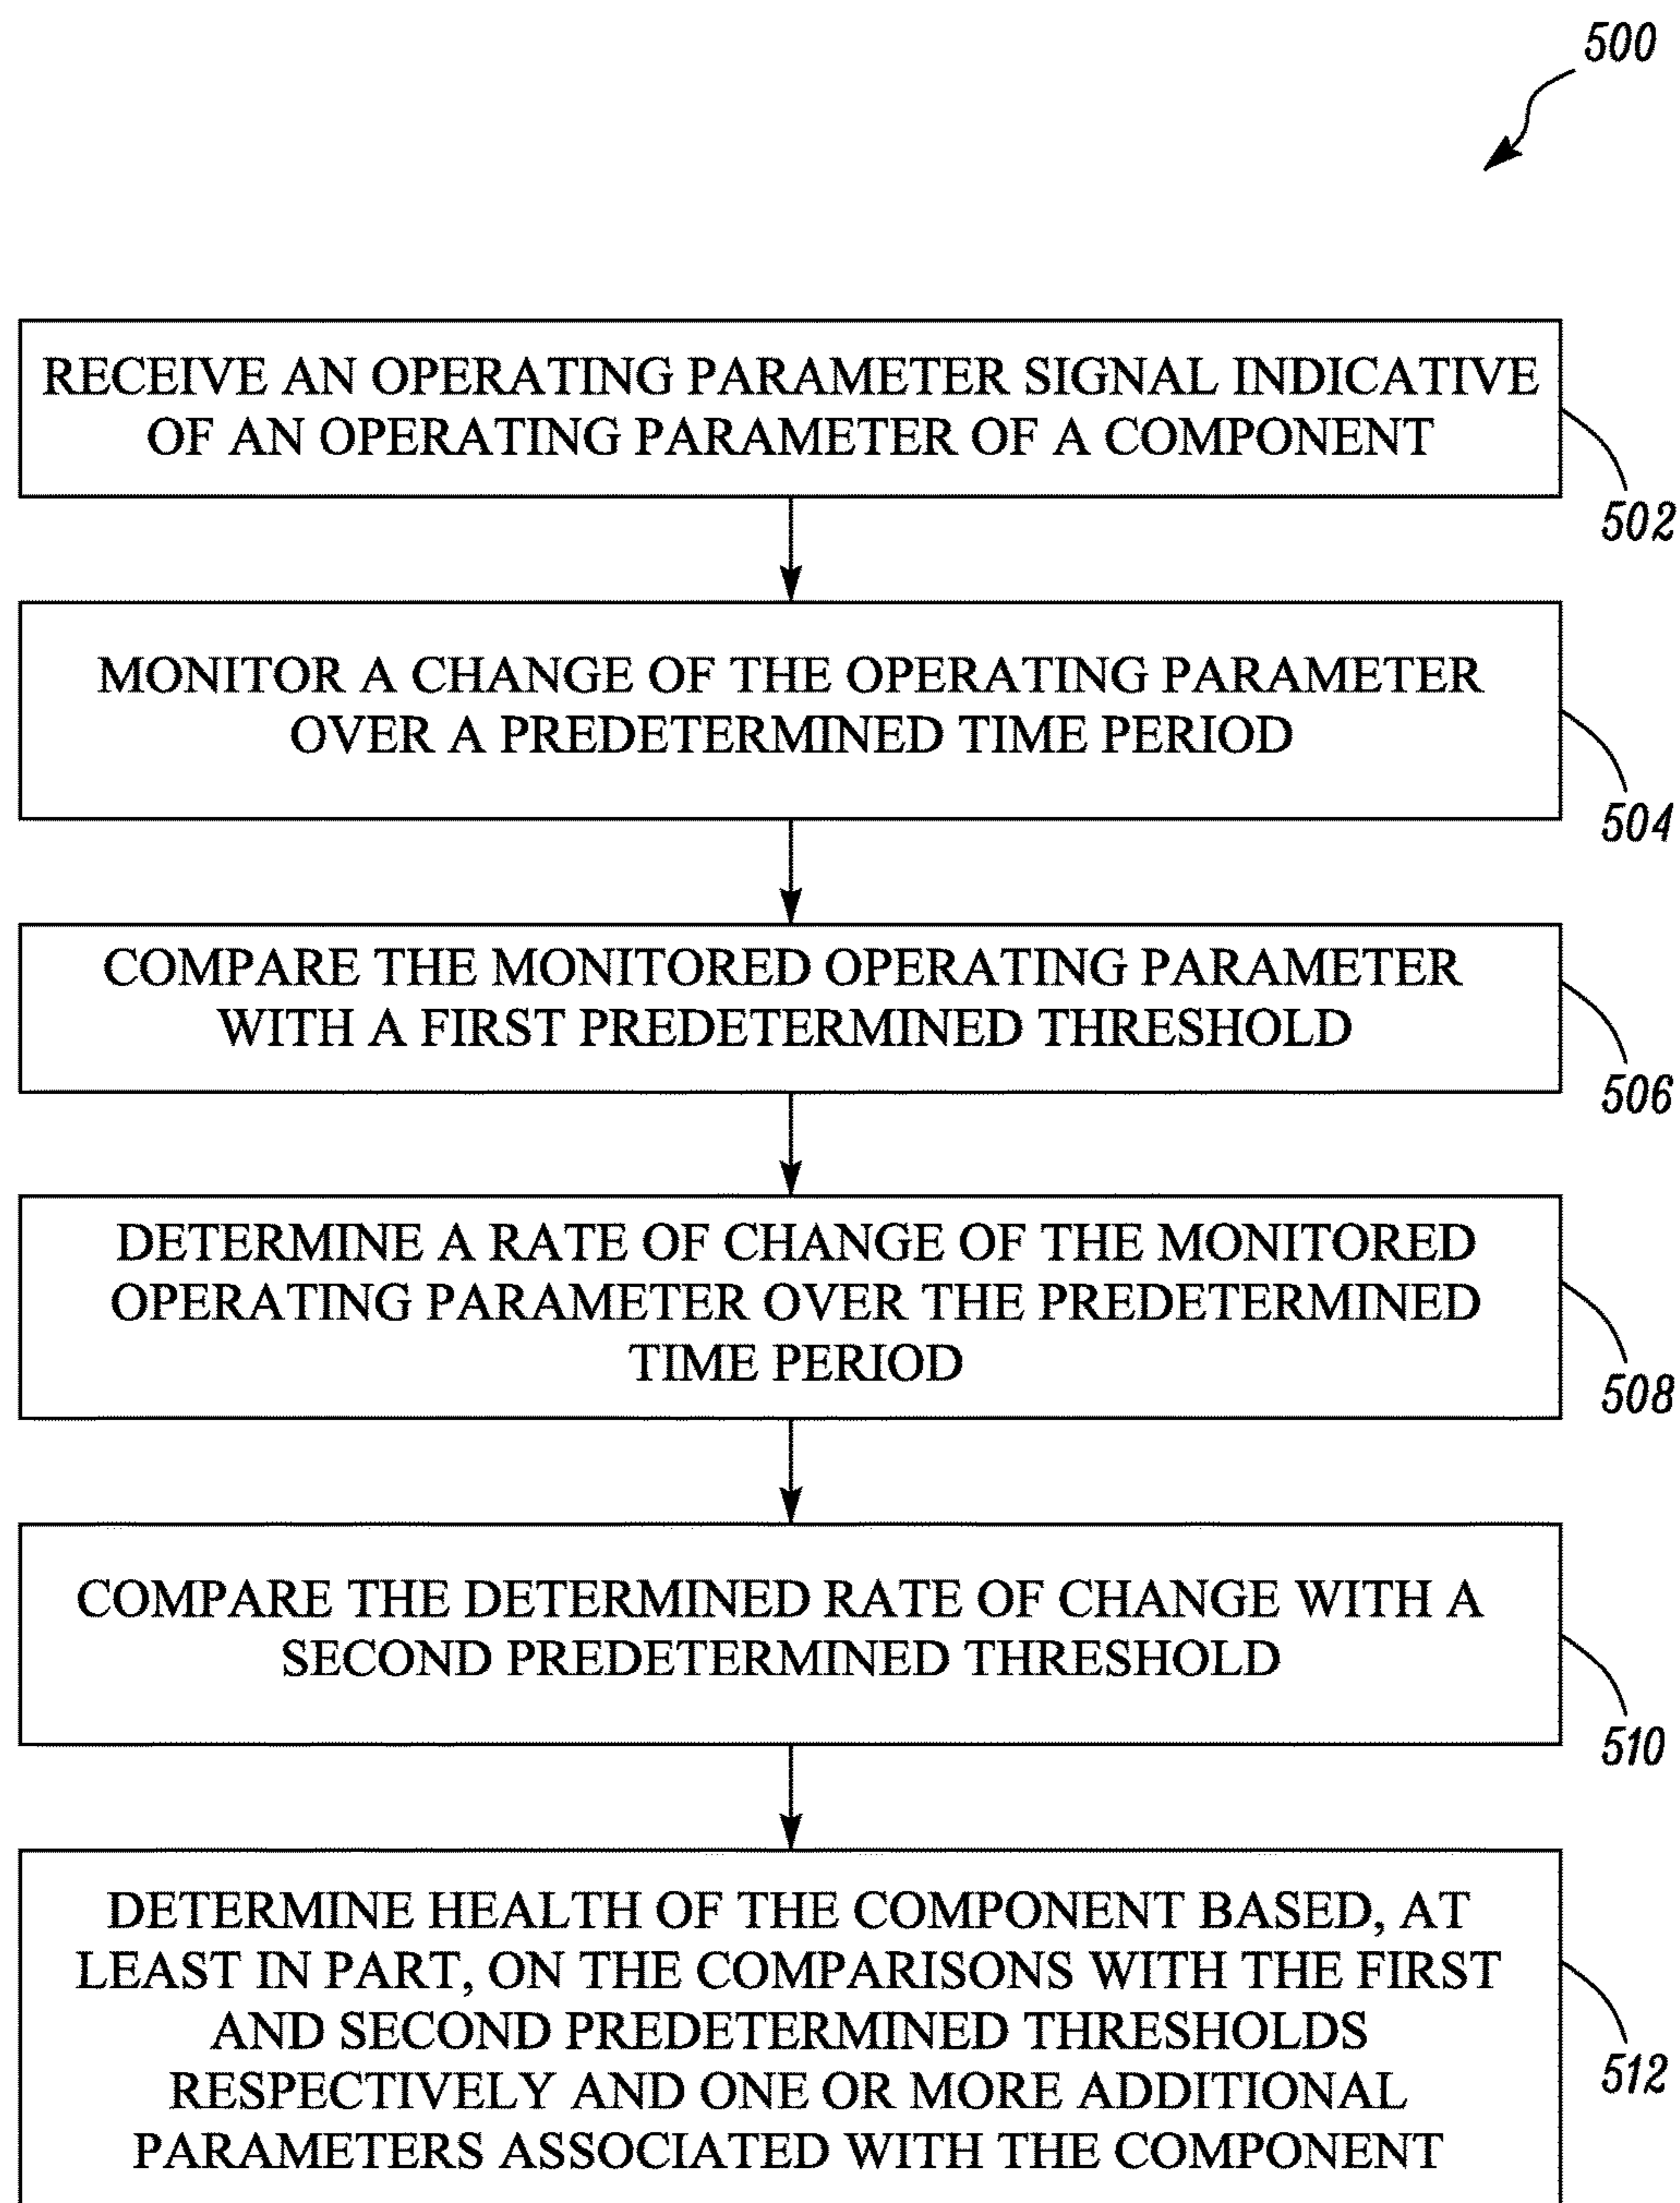 500
RECEIVE AN OPERATING PARAMETER SIGNAL INDICATIVE
OF AN OPERATING PARAMETER OF A COMPONENT
502
MONITOR A CHANGE OF THE OPERATING PARAMETER
OVER A PREDETERMINED TIME PERIOD
504
COMPARE THE MONITORED OPERATING PARAMETER
WITH A FIRST PREDETERMINED THRESHOLD
506
DETERMINE A RATE OF CHANGE OF THE MONITORED
OPERATING PARAMETER OVER THE PREDETERMINED
TIME PERIOD
508
COMPARE THE DETERMINED RATE OF CHANGE WITH A
SECOND PREDETERMINED THRESHOLD
510
DETERMINE HEALTH OF THE COMPONENT BASED, AT
LEAST IN PART, ON THE COMPARISONS WITH THE FIRST
AND SECOND PREDETERMINED THRESHOLDS
RESPECTIVELY AND ONE OR MORE ADDITIONAL
PARAMETERS ASSOCIATED WITH THE COMPONENT
512